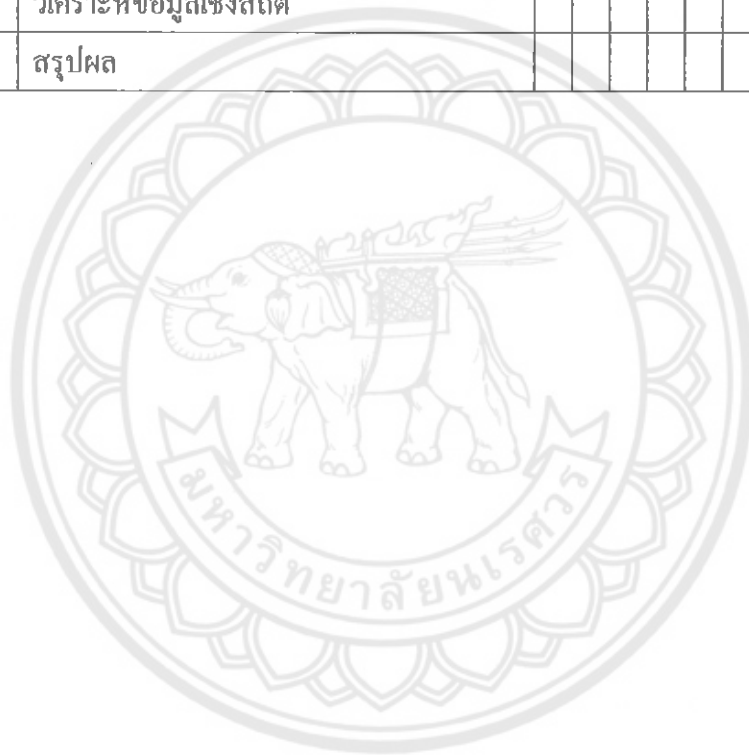 วิเคราะห์ข้อมูลเชิงสถิติ
สรุปผล
มหาวิทยาลัยนเรศวร